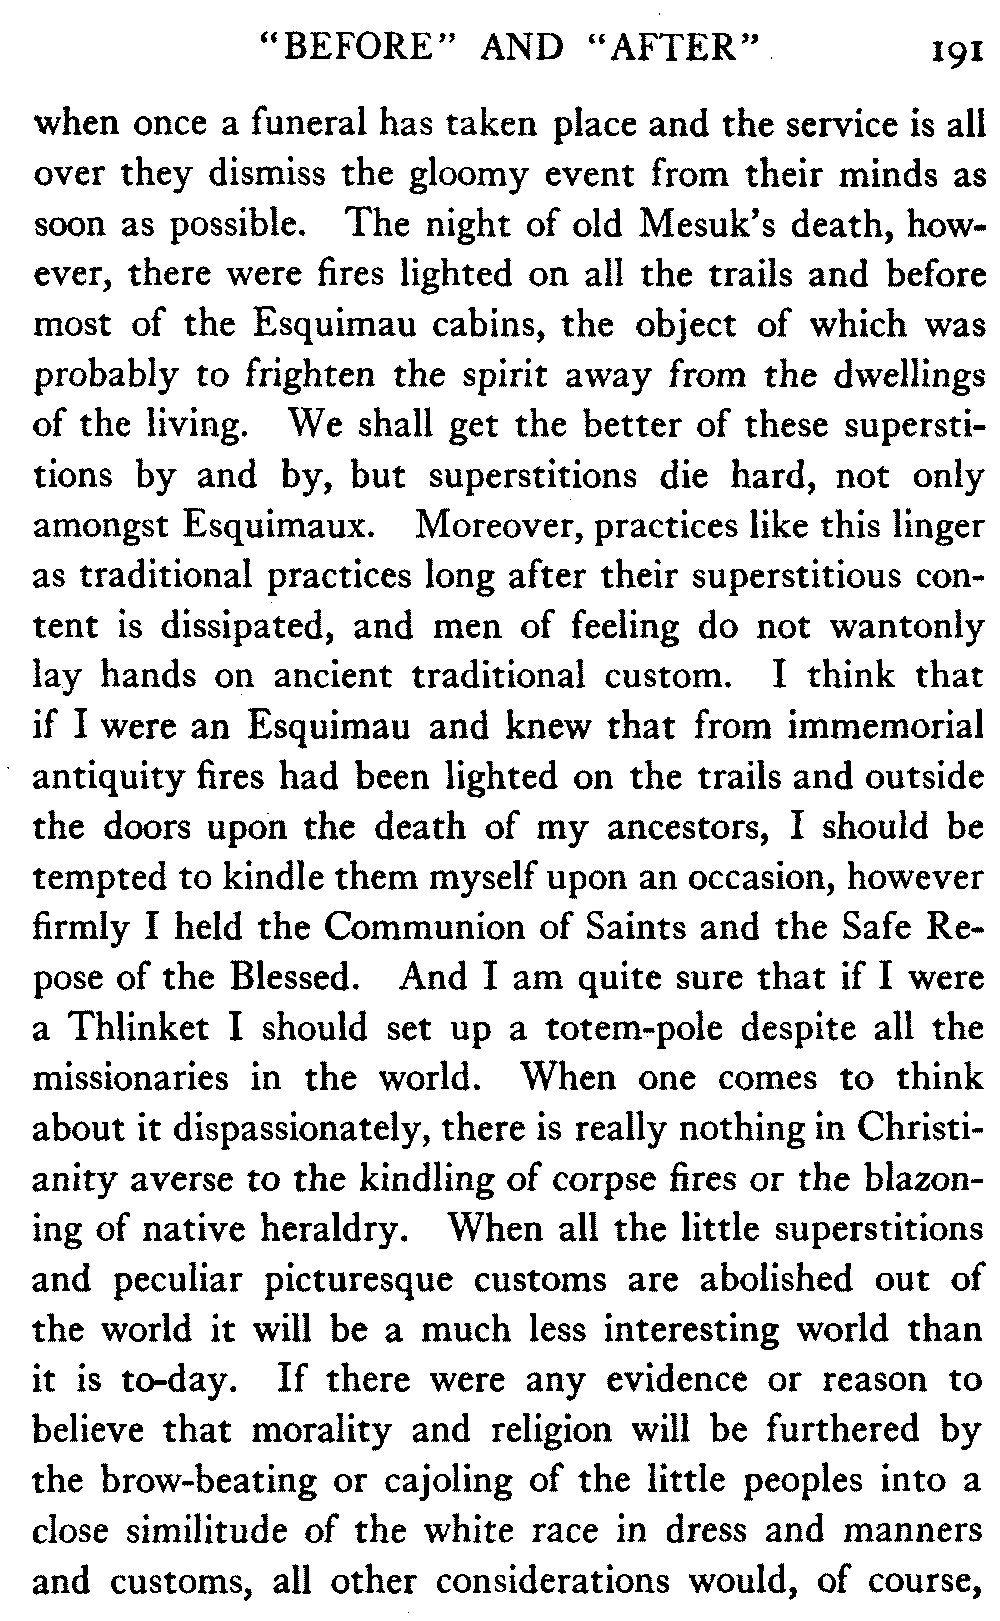 "BEFORE" AND "AFTER" 191
when once a funeral has taken place and the service is all
over they dismiss the gloomy event from their minds as
soon as possible. The night of old Mesuk's death, how-
ever, there were fires lighted on all the trails and before
most of the Esquimau cabins, the object of which was
probably to frighten the spirit away from the dwellings
of the living. We shall get the better of these supersti-
tions by and by, but superstitions die hard, not only
amongst Esquimaux. Moreover, practices like this linger
as traditional practices long after their superstitious con-
tent is dissipated, and men of feeling do not wantonly
lay hands on ancient traditional custom. I think that
if I were an Esquimau and knew that from immemorial
antiquity fires had been lighted on the trails and outside
the doors upon the death of my ancestors, I should be
tempted to kindle them myself upon an occasion, however
firmly I held the Communion of Saints and the Safe Re-
pose of the Blessed. And I am quite sure that if I were
a Thlinket I should set up a totem-pole despite all the
missionaries in the world. When one comes to think
about it dispassionately, there is really nothing in Christi-
anity averse to the kindling of corpse fires or the blazon-
ing of native heraldry. When all the little superstitions
and peculiar picturesque customs are abolished out of
the world it will be a much less interesting world than
it is to-day. If there were any evidence or reason to
believe that morality and religion will be furthered by
the brow-beating or cajoling of the little peoples into a
close similitude of the white race in dress and manners
and customs, all other considerations would, of course,